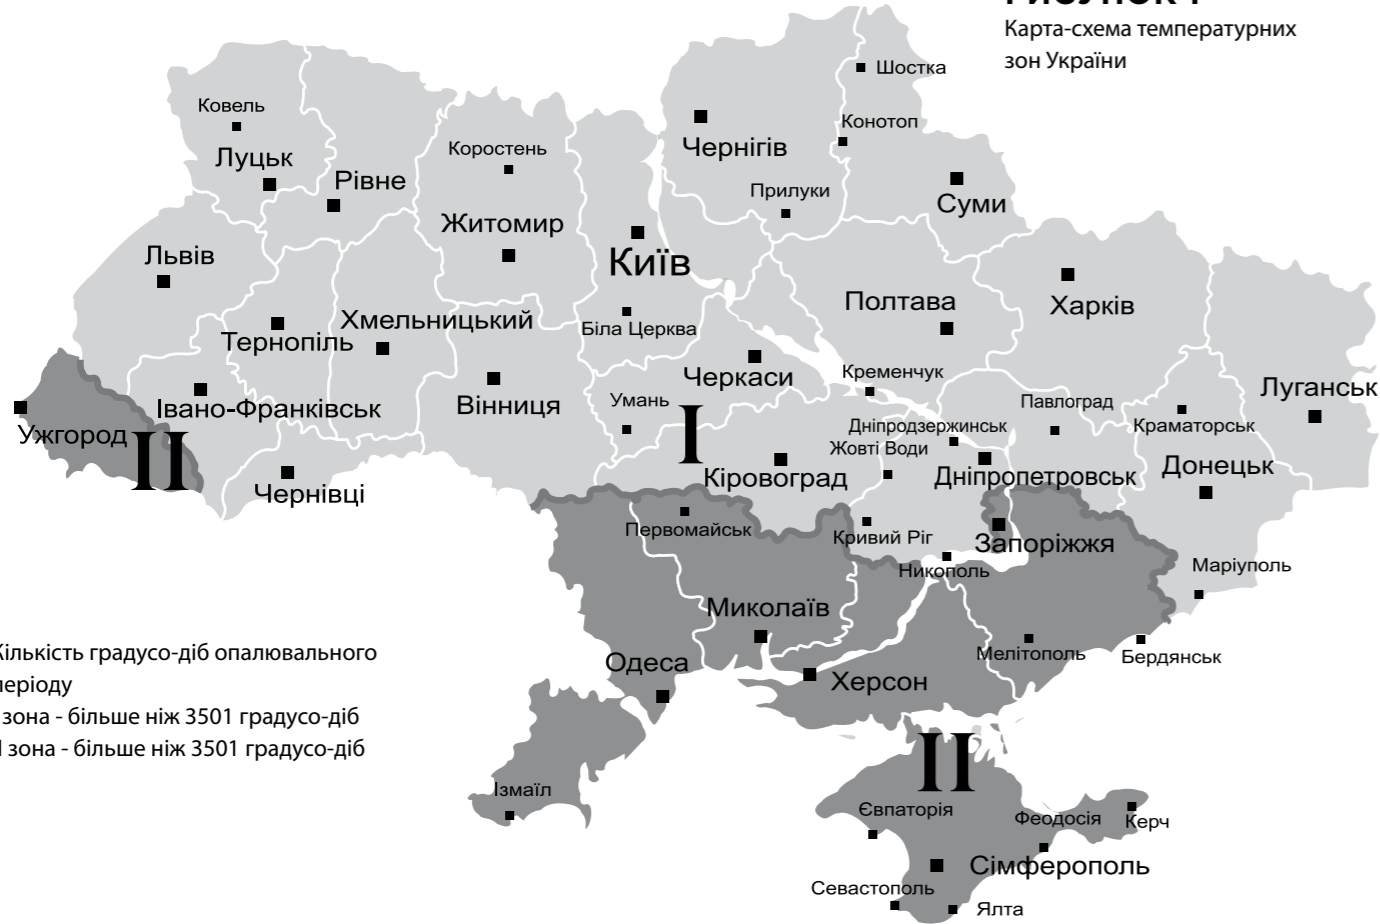 РИСУНОК 1
Карта-схема температурних
зон України
Шостка
Ковель
Конотоп
Чернігів
Коростень
Луцьк
Рівне
Прилуки
Суми
Житомир
Львів
Київ
Полтава
Харків
Хмельницький
Біла Церква
Тернопіль
Кременчук
Черкаси
Луганськ
Умань
Павлоград
Івано-Франківськ
Вінниця
I
Дніпродзержинськ
Краматорськ
Ужгород
II
Жовті Води
Донецьк
Кіровоград
Дніпропетровськ
Чернівці
Первомайськ
Кривий Ріг
Запоріжжя
Маріуполь
Никополь
Миколаїв
Кількість градусо-діб опалювального
періоду
зона - більше ніж 3501 градусо-діб
I зона - більше ніж 3501 градусо-діб
Мелітополь
Бердянськ
Одеса
Херсон
II
Ізмаїл
Євпаторія
Феодосія
Керч
Сімферополь
Севастополь
Ялта